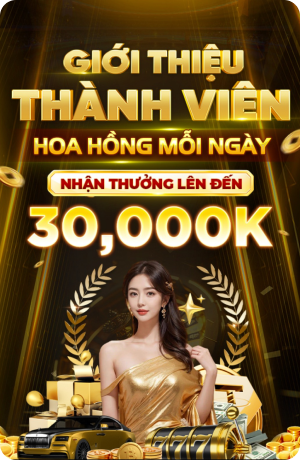 GIỚI THIỆU
THÀNH VIÊN
HOA HỒNG MỖI NGÀY
NHẬN THƯỞNG LÊN ĐẾN
30,000K